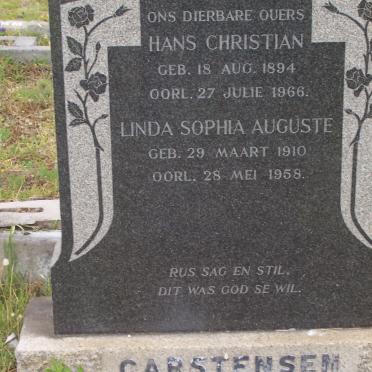 ONS DIERBARE OUERS
HANS CHRISTIAN
GEB. 18 AUG. 1894
OORL. 27 JULIE 1966.
LINDA SOPHIA AUGUSTE
GEB. 29 MAART 1910
OORL. 28 MEI 1958.
RUS SAG EN STIL,
DIT WAS GOD SE WIL.
CARSTENSEM